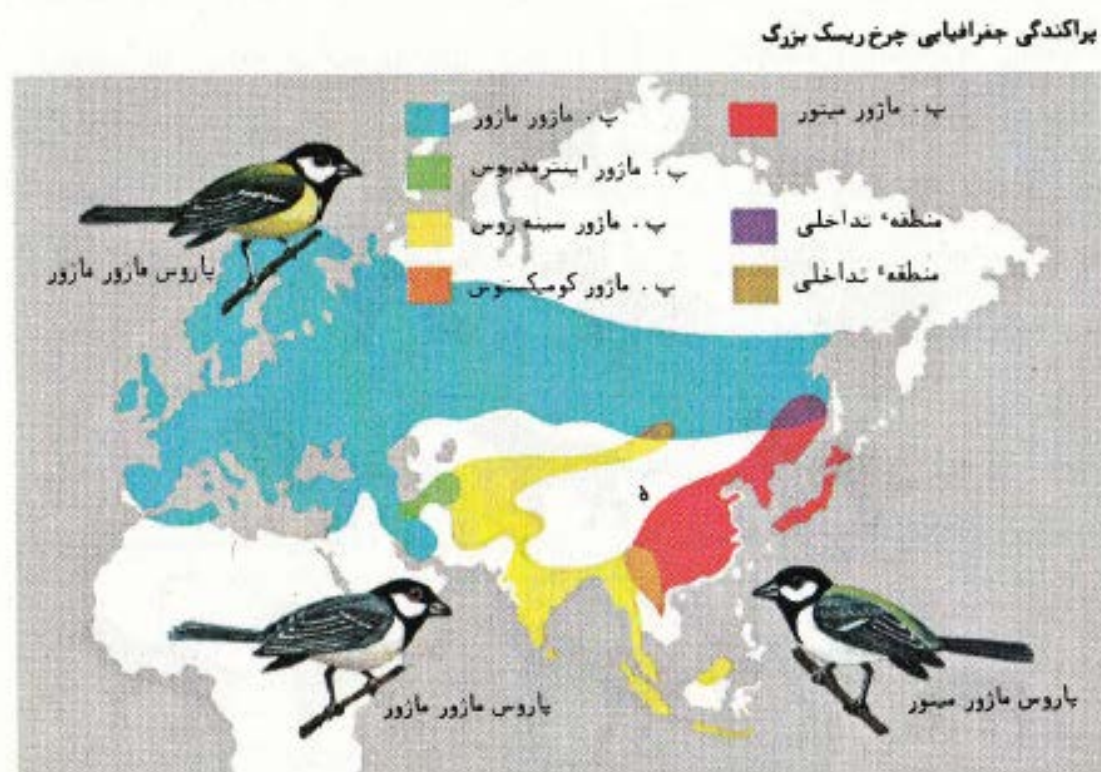 پراکندگی جغرافیایی چرخ ریسک بزرگ
پ. ماژور مینور
منطقه‌ٔ تداخلی
منطقه‌ٔ تداخلی
پ. ماژور ماژور
پ. ماژور اینترمدیوس
پ. ماژور سینه روس
پ. ماژور کومیکستوس
پاروس ماژور ماژور
ه
پاروس ماژور ماژور
پاروس ماژور مینور